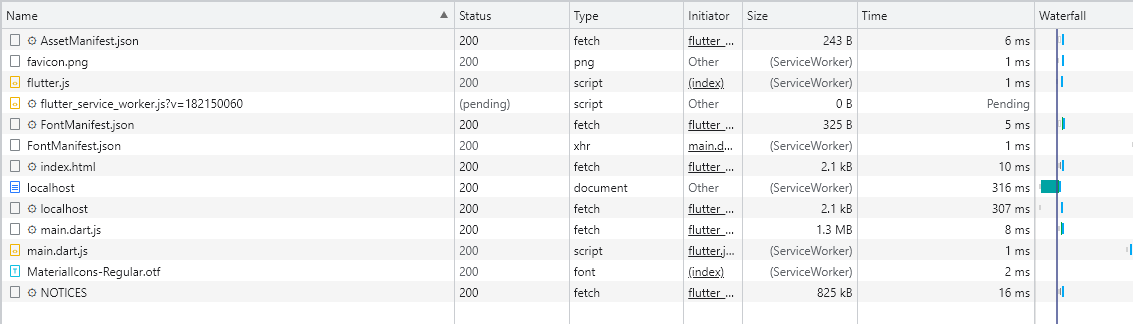 Name Status Type Initiator Size Time Waterfall
AssetManifest.json 200 fetch flutter_... 243 B 6 ms
favicon.png 200 png Other (ServiceWorker) 1 ms
flutter.js 200 script (index) (ServiceWorker) 1 ms
flutter_service_worker.js?v=182150060 (pending) script Other 0 B Pending
FontManifest.json 200 fetch flutter_... 325 B 5 ms
FontManifest.json 200 xhr main.d... (ServiceWorker) 1 ms
index.html 200 fetch flutter_... 2.1 kB 10 ms
localhost 200 document Other (ServiceWorker) 316 ms
localhost 200 fetch flutter_... 2.1 kB 307 ms
main.dart.js 200 fetch flutter_... 1.3 MB 8 ms
main.dart.js 200 script flutter.j... (ServiceWorker) 1 ms
MaterialIcons-Regular.otf 200 font (index) (ServiceWorker) 2 ms
NOTICES 200 fetch flutter_... 825 kB 16 ms